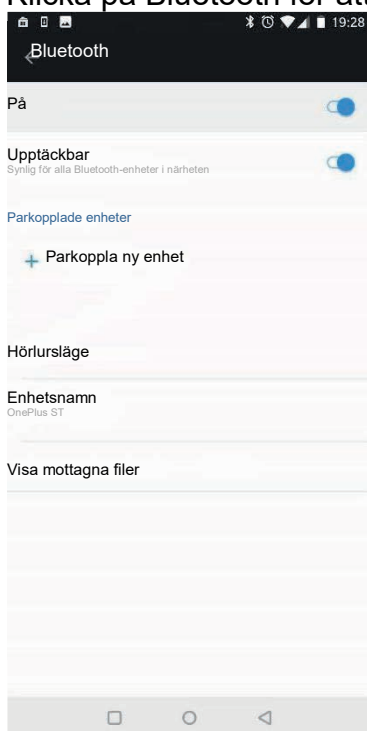 Klicka på Bluetooth för att
19:28
Bluetooth
På
Upptäckbar
Synlig för alla Bluetooth-enheter i närheten
Parkopplade enheter
+ Parkoppla ny enhet
Hörlursläge
Enhetsnamn
OnePlus ST
Visa mottagna filer